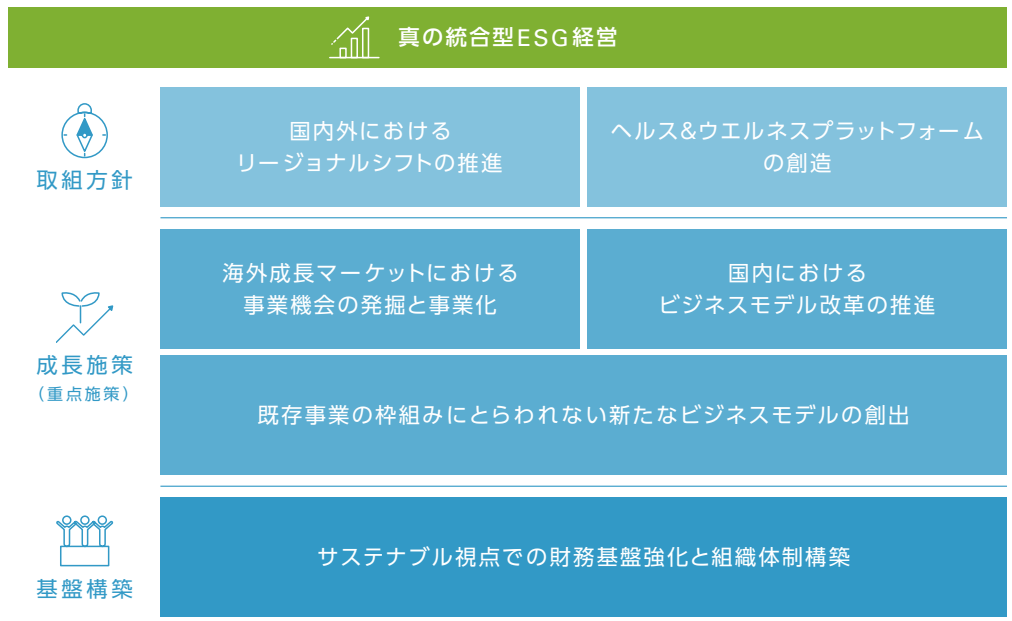 真の統合型ESG経営
取組方針
国内外における
リージョナルシフトの推進
ヘルス&ウエルネスプラットフォーム
の創造
成長施策
(重点施策)
海外成長マーケットにおける
事業機会の発掘と事業化
国内における
ビジネスモデル改革の推進
既存事業の枠組みにとらわれない新たなビジネスモデルの創出
基盤構築
サステナブル視点での財務基盤強化と組織体制構築